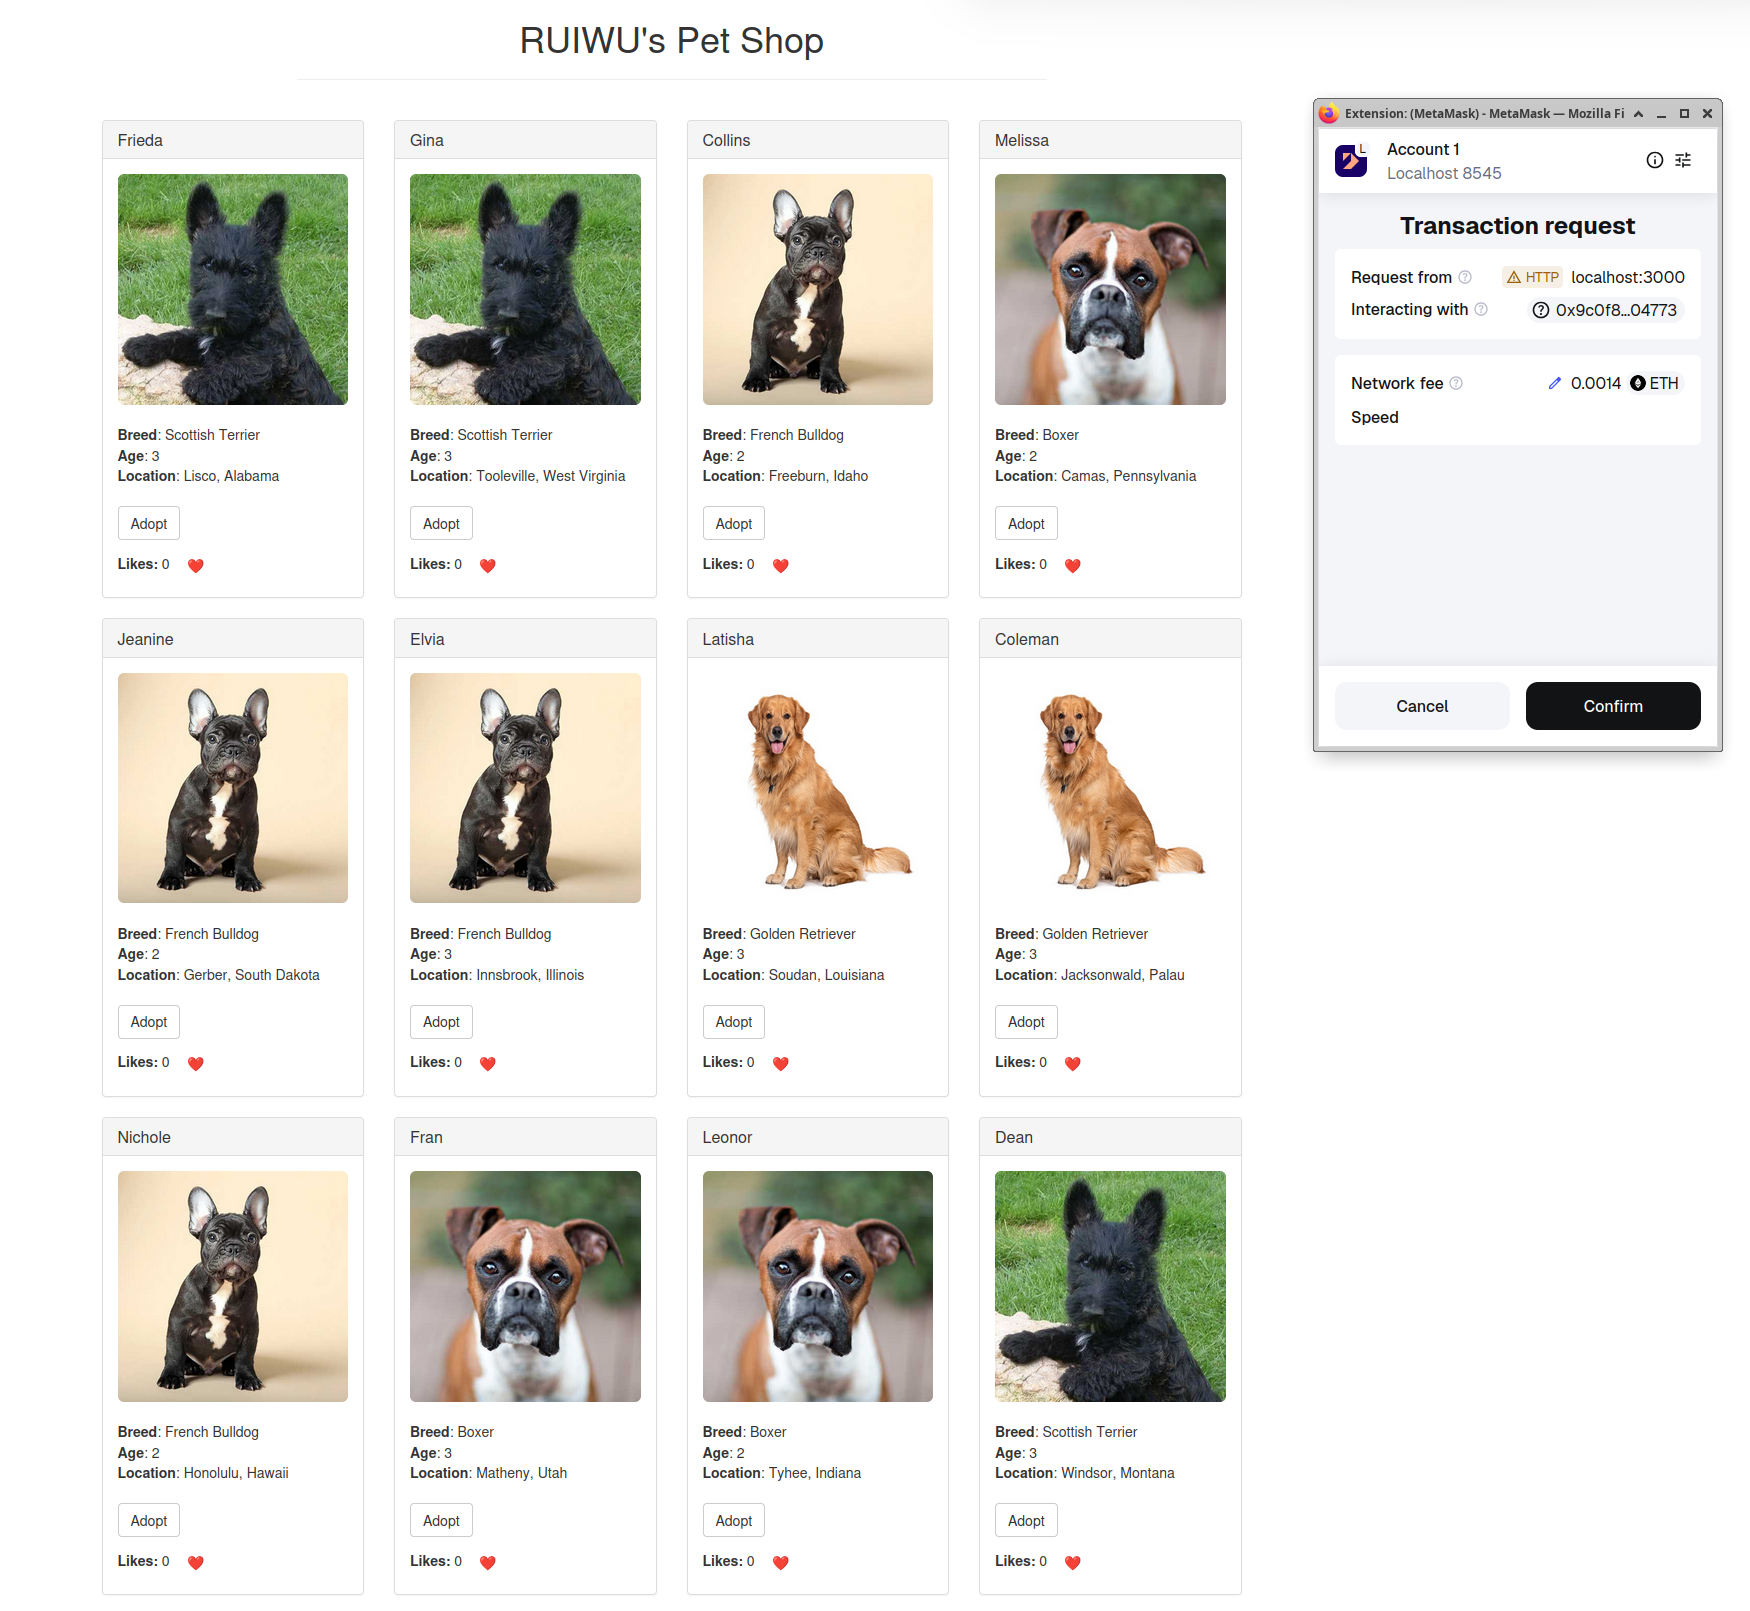 RUIWU's Pet Shop
Frieda
Breed: Scottish Terrier
Age: 3
Location: Lisco, Alabama
Adopt
Likes: 0
Gina
Breed: Scottish Terrier
Age: 3
Location: Tooleville, West Virginia
Adopt
Likes: 0
Collins
Breed: French Bulldog
Age: 2
Location: Freeburn, Idaho
Adopt
Likes: 0
Melissa
Breed: Boxer
Age: 2
Location: Camas, Pennsylvania
Adopt
Likes: 0
Jeanine
Breed: French Bulldog
Age: 2
Location: Gerber, South Dakota
Adopt
Likes: 0
Elvia
Breed: French Bulldog
Age: 3
Location: Innsbrook, Illinois
Adopt
Likes: 0
Latisha
Breed: Golden Retriever
Age: 3
Location: Soudan, Louisiana
Adopt
Likes: 0
Coleman
Breed: Golden Retriever
Age: 3
Location: Jacksonwald, Palau
Adopt
Likes: 0
Nichole
Breed: French Bulldog
Age: 2
Location: Honolulu, Hawaii
Adopt
Likes: 0
Fran
Breed: Boxer
Age: 3
Location: Matheny, Utah
Adopt
Likes: 0
Leonor
Breed: Boxer
Age: 2
Location: Tyhee, Indiana
Adopt
Likes: 0
Dean
Breed: Scottish Terrier
Age: 3
Location: Windsor, Montana
Adopt
Likes: 0
Extension: (MetaMask) - MetaMask — Mozilla Fi
L
Account 1
Localhost 8545
Transaction request
Request from HTTP localhost:3000
Interacting with 0x9c0f8...04773
Network fee 0.0014 ETH
Speed
Cancel Confirm